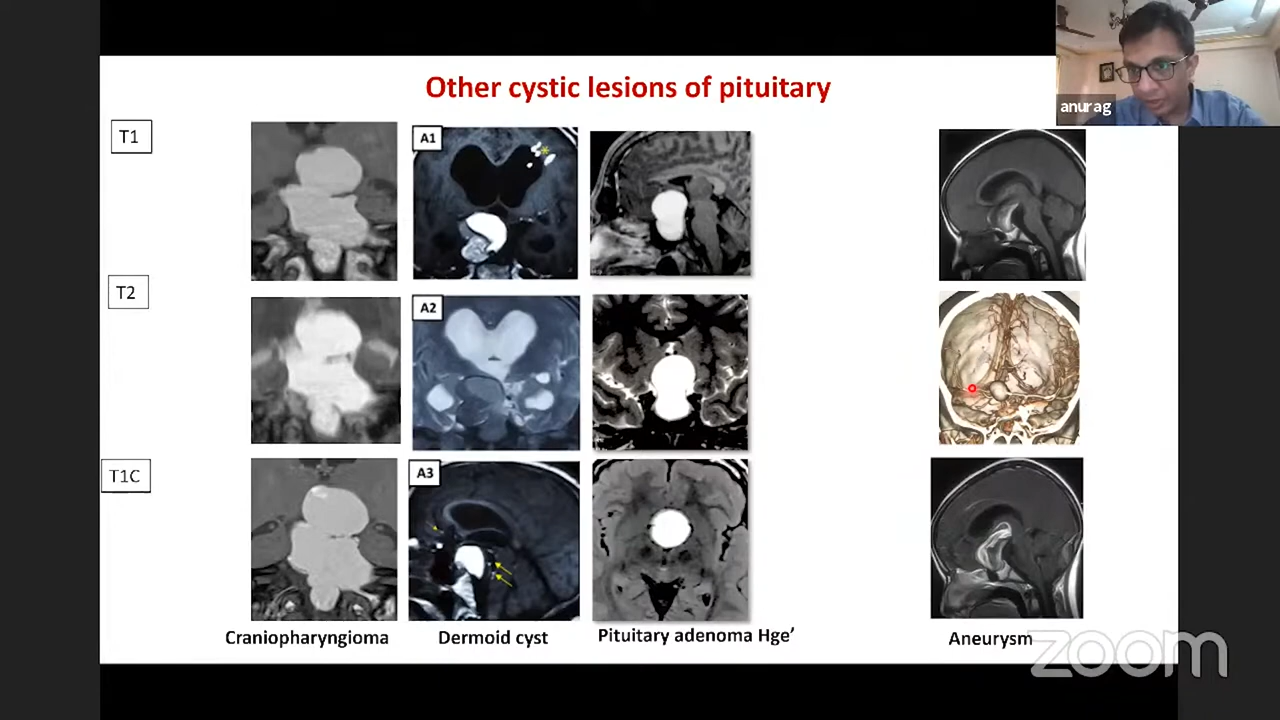 Other cystic lesions of pituitary
anurag
T1
A1
T2
A2
T1C
A3
Craniopharyngioma
Dermoid cyst
Pituitary adenoma Hge’
Aneurysm
zoom